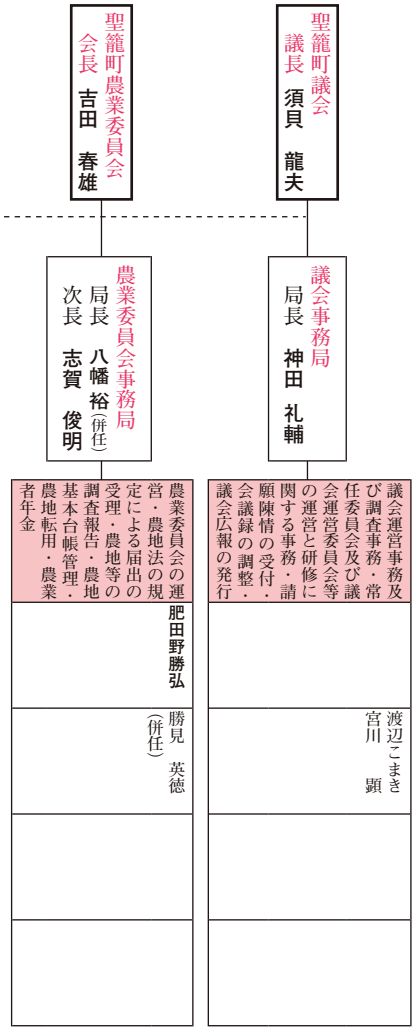 聖籠町議会
議長 須貝 龍夫
議会事務局
局長 神田 礼輔
議会運営事務及
び調査事務・常
任委員会及び議
会運営委員会等
の運営と研修に
関する事務・請
願陳情の受付・
会議録の調整・
議会広報の発行
渡辺こまき
宮川 顕
聖籠町農業委員会
会長 吉田 春雄
農業委員会事務局
局長 八幡 裕(併任)
次長 志賀 俊明
農業委員会の運
営・農地法の規
定による届出の
受理・農地等の
調査報告・農地
基本台帳管理・
農地転用・農業
者年金
肥田野勝弘
勝見 英徳
(併任)